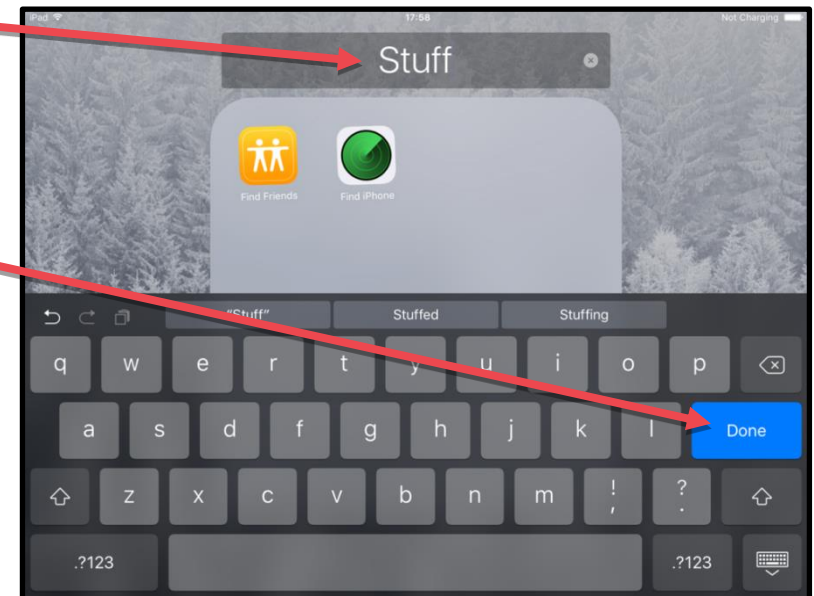 iPad 17:58 Not Charging
Stuff
Find Friends Find iPhone
"Stuff" Stuffed Stuffing
q w e r t y u i o p
a s d f g h j k l Done
z x c v b n m ! , ? .
.?123 .?123